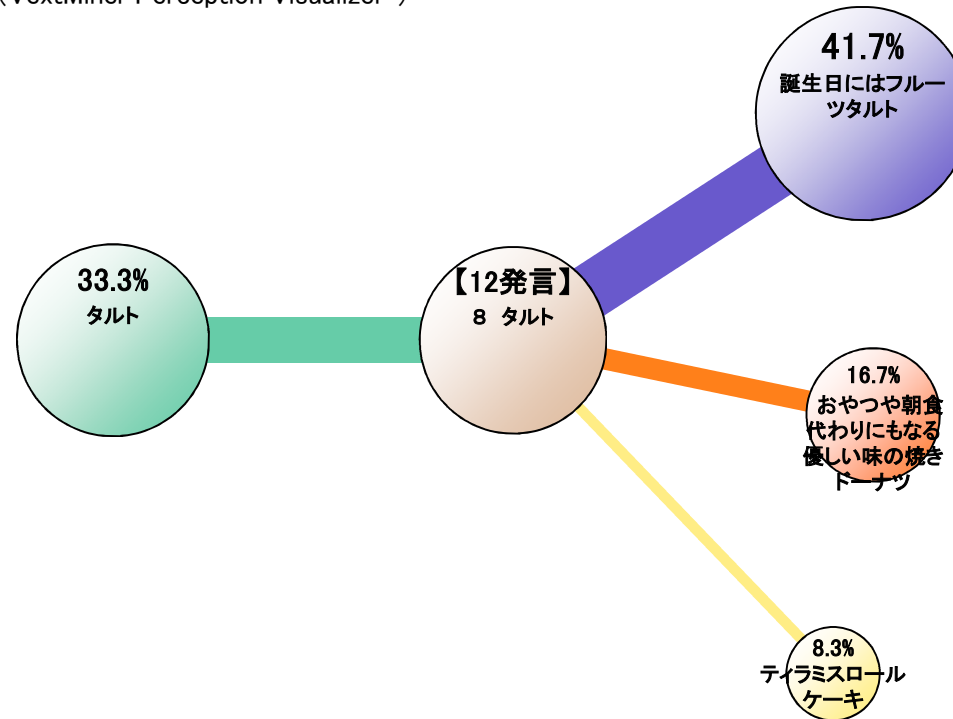 41.7%
誕生日にはフルー
ツタルト
33.3%
タルト
【12発言】
８ タルト
16.7%
おやつや朝食
代わりにもなる
優しい味の焼き
ドーナツ
8.3%
ティラミスロール
ケーキ